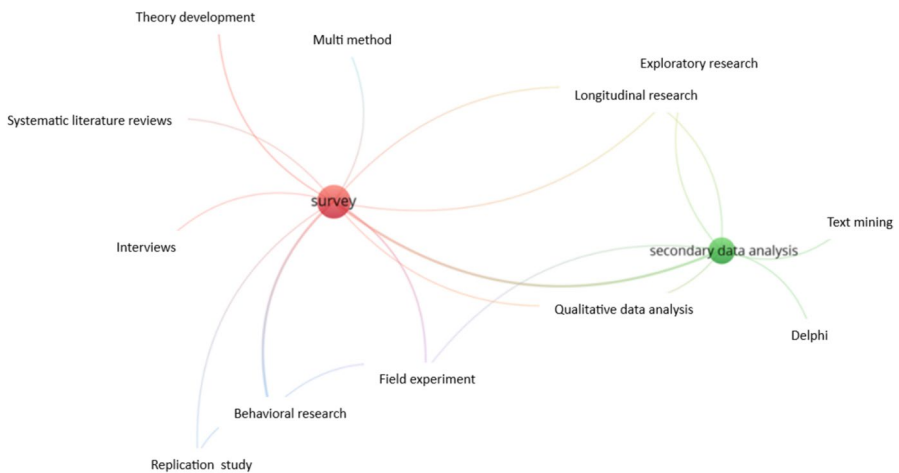 Theory development
Multi method
Exploratory research
Longitudinal research
Systematic literature reviews
survey
Text mining
Interviews
secondary data analysis
Qualitative data analysis
Delphi
Field experiment
Behavioral research
Replication study